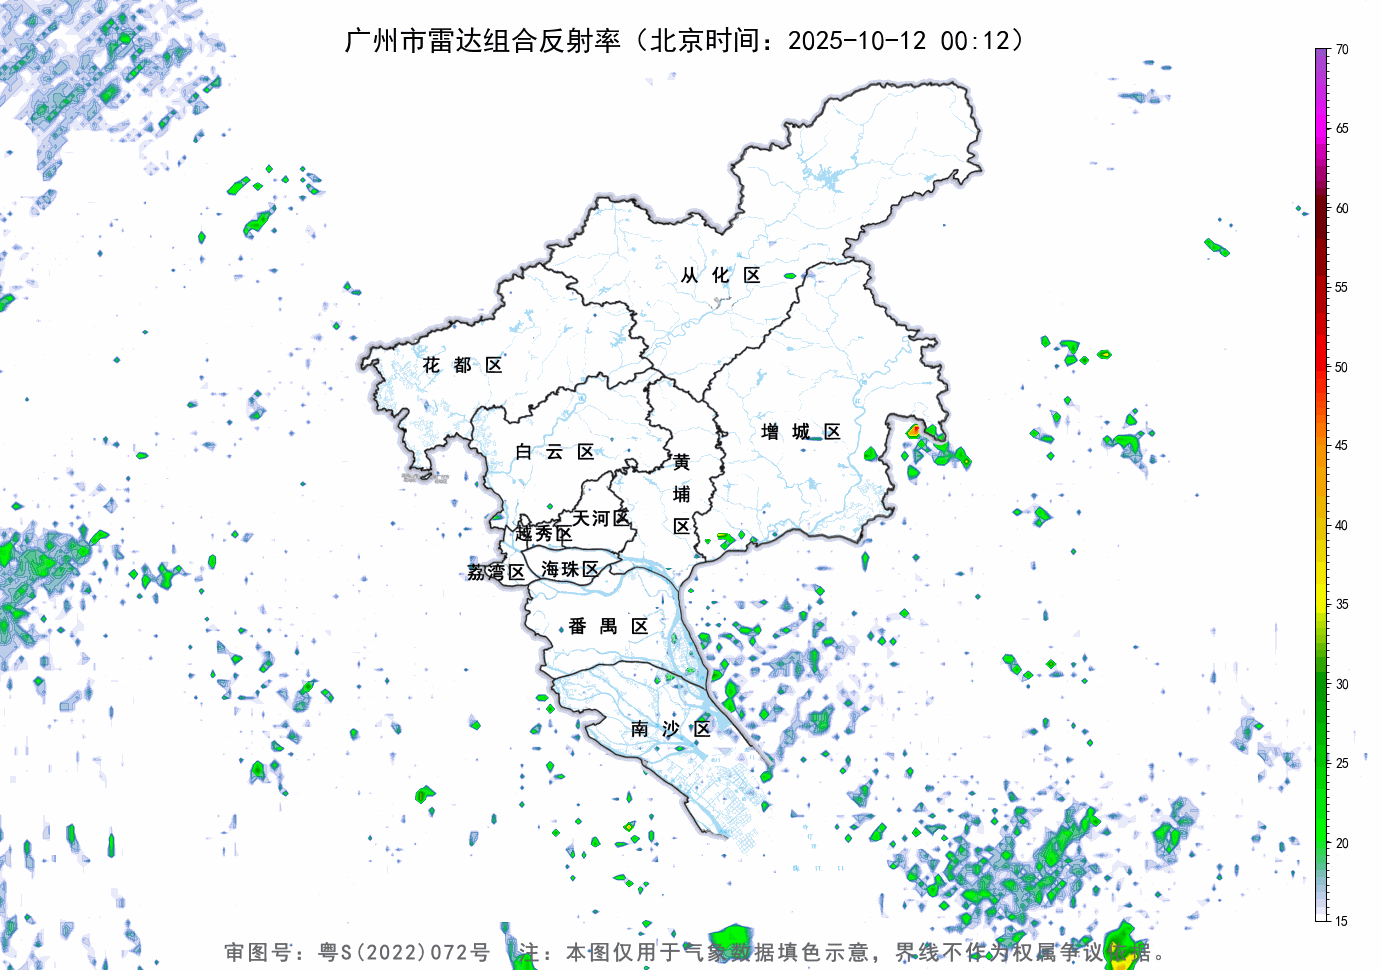 广州市雷达组合反射率（北京时间：2025-10-12 00:12）
70
65
60
55
50
45
40
35
30
25
20
15
从化区
花都区
增城区
白云区
黄埔区
天河区
越秀区
海珠区
荔湾区
番禺区
南沙区
审图号：粤S(2022)072号 注：本图仅用于气象数据填色示意，界线不作为权属争议依据。